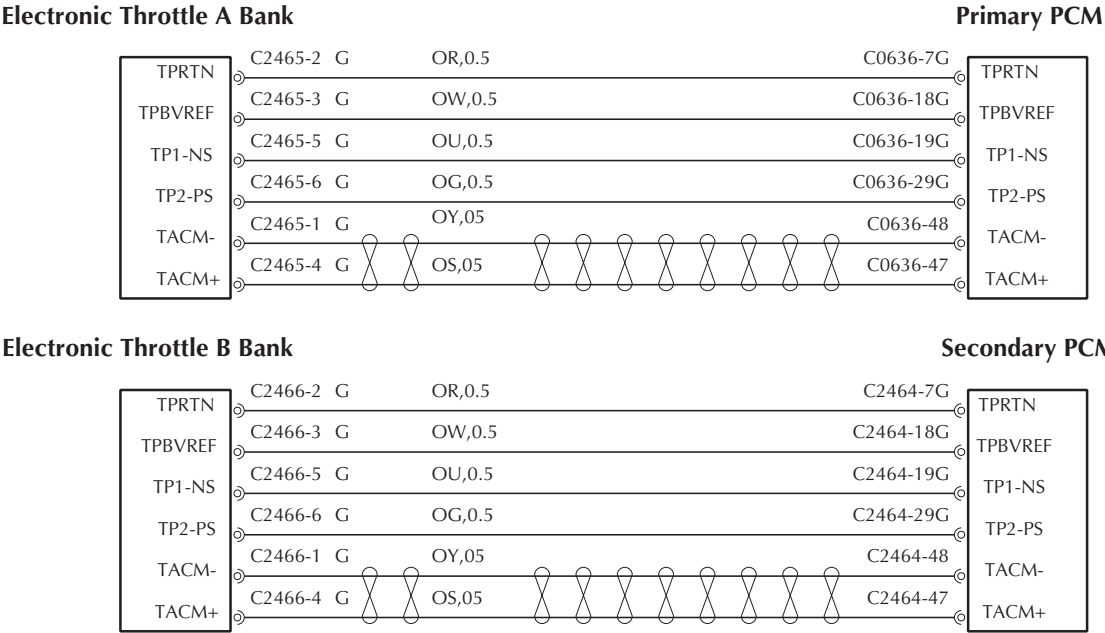 Electronic Throttle A Bank Primary PCM
TPRTN C2465-2 G OR,0.5 C0636-7G TPRTN
TPBVREF C2465-3 G OW,0.5 C0636-18G TPBVREF
TP1-NS C2465-5 G OU,0.5 C0636-19G TP1-NS
TP2-PS C2465-6 G OG,0.5 C0636-29G TP2-PS
TACM- C2465-1 G OY,05 C0636-48 TACM-
TACM+ C2465-4 G OS,05 C0636-47 TACM+
Electronic Throttle B Bank Secondary PCM
TPRTN C2466-2 G OR,0.5 C2464-7G TPRTN
TPBVREF C2466-3 G OW,0.5 C2464-18G TPBVREF
TP1-NS C2466-5 G OU,0.5 C2464-19G TP1-NS
TP2-PS C2466-6 G OG,0.5 C2464-29G TP2-PS
TACM- C2466-1 G OY,05 C2464-48 TACM-
TACM+ C2466-4 G OS,05 C2464-47 TACM+